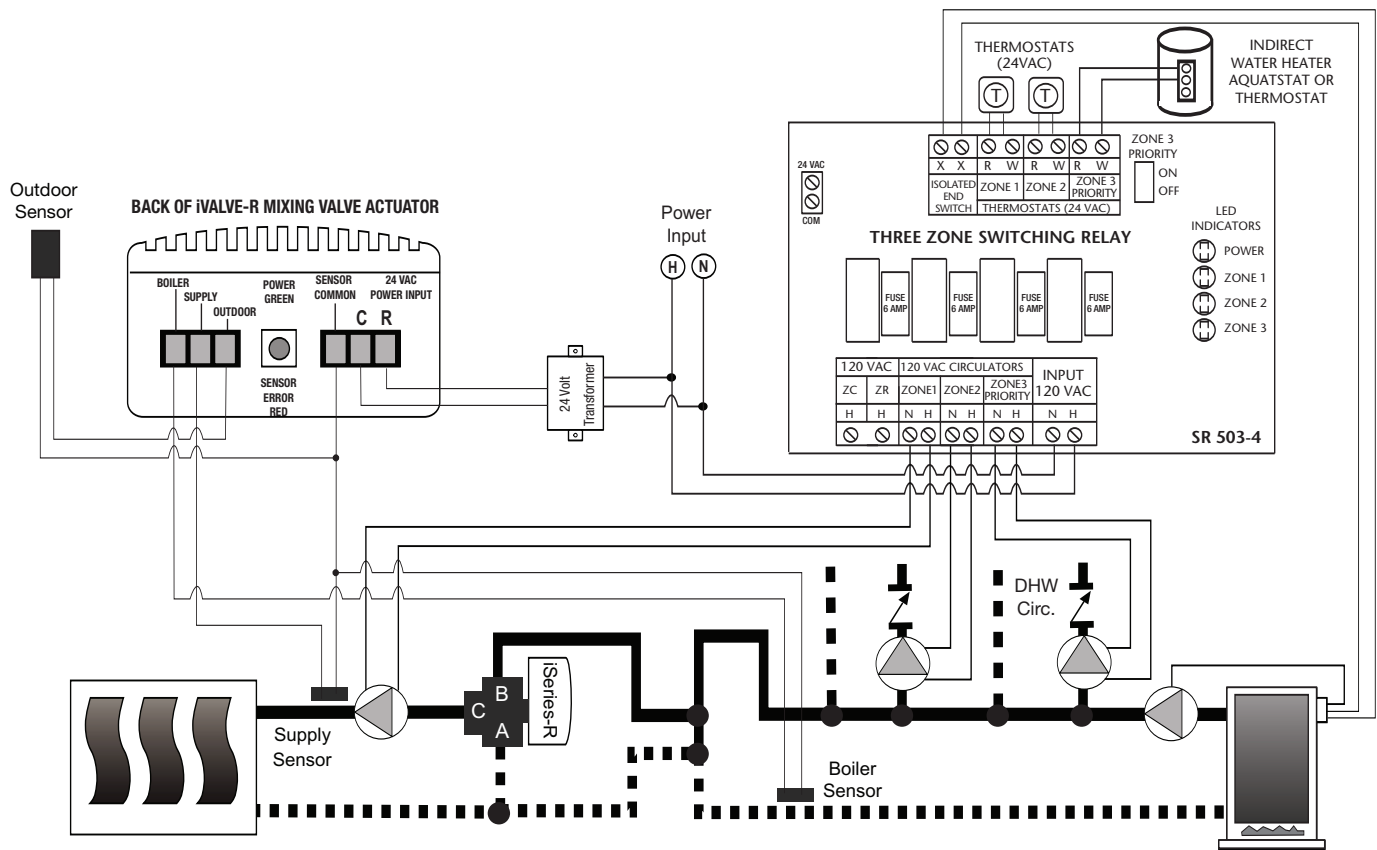 THERMOSTATS
(24VAC)
T
T
INDIRECT
WATER HEATER
AQUATSTAT OR
THERMOSTAT
Outdoor
Sensor
BACK OF iVALVE-R MIXING VALVE ACTUATOR
BOILER
SUPPLY
OUTDOOR
POWER
GREEN
SENSOR
ERROR
RED
SENSOR
COMMON
24 VAC
POWER INPUT
C R
24 Volt
Transformer
Power
Input
H N
24 VAC
COM
X X R W R W R W
ISOLATED
END
SWITCH
ZONE 1
ZONE 2
ZONE 3
PRIORITY
THERMOSTATS (24 VAC)
ZONE 3
PRIORITY
ON
OFF
THREE ZONE SWITCHING RELAY
LED
INDICATORS
POWER
ZONE 1
ZONE 2
ZONE 3
FUSE
6 AMP
FUSE
6 AMP
FUSE
6 AMP
FUSE
6 AMP
120 VAC
120 VAC CIRCULATORS
INPUT
120 VAC
ZC
ZR
ZONE1
ZONE2
ZONE3
PRIORITY
H H N H N H N H N H
SR 503-4
DHW
Circ.
B
C
A
iSeries-R
Supply
Sensor
Boiler
Sensor